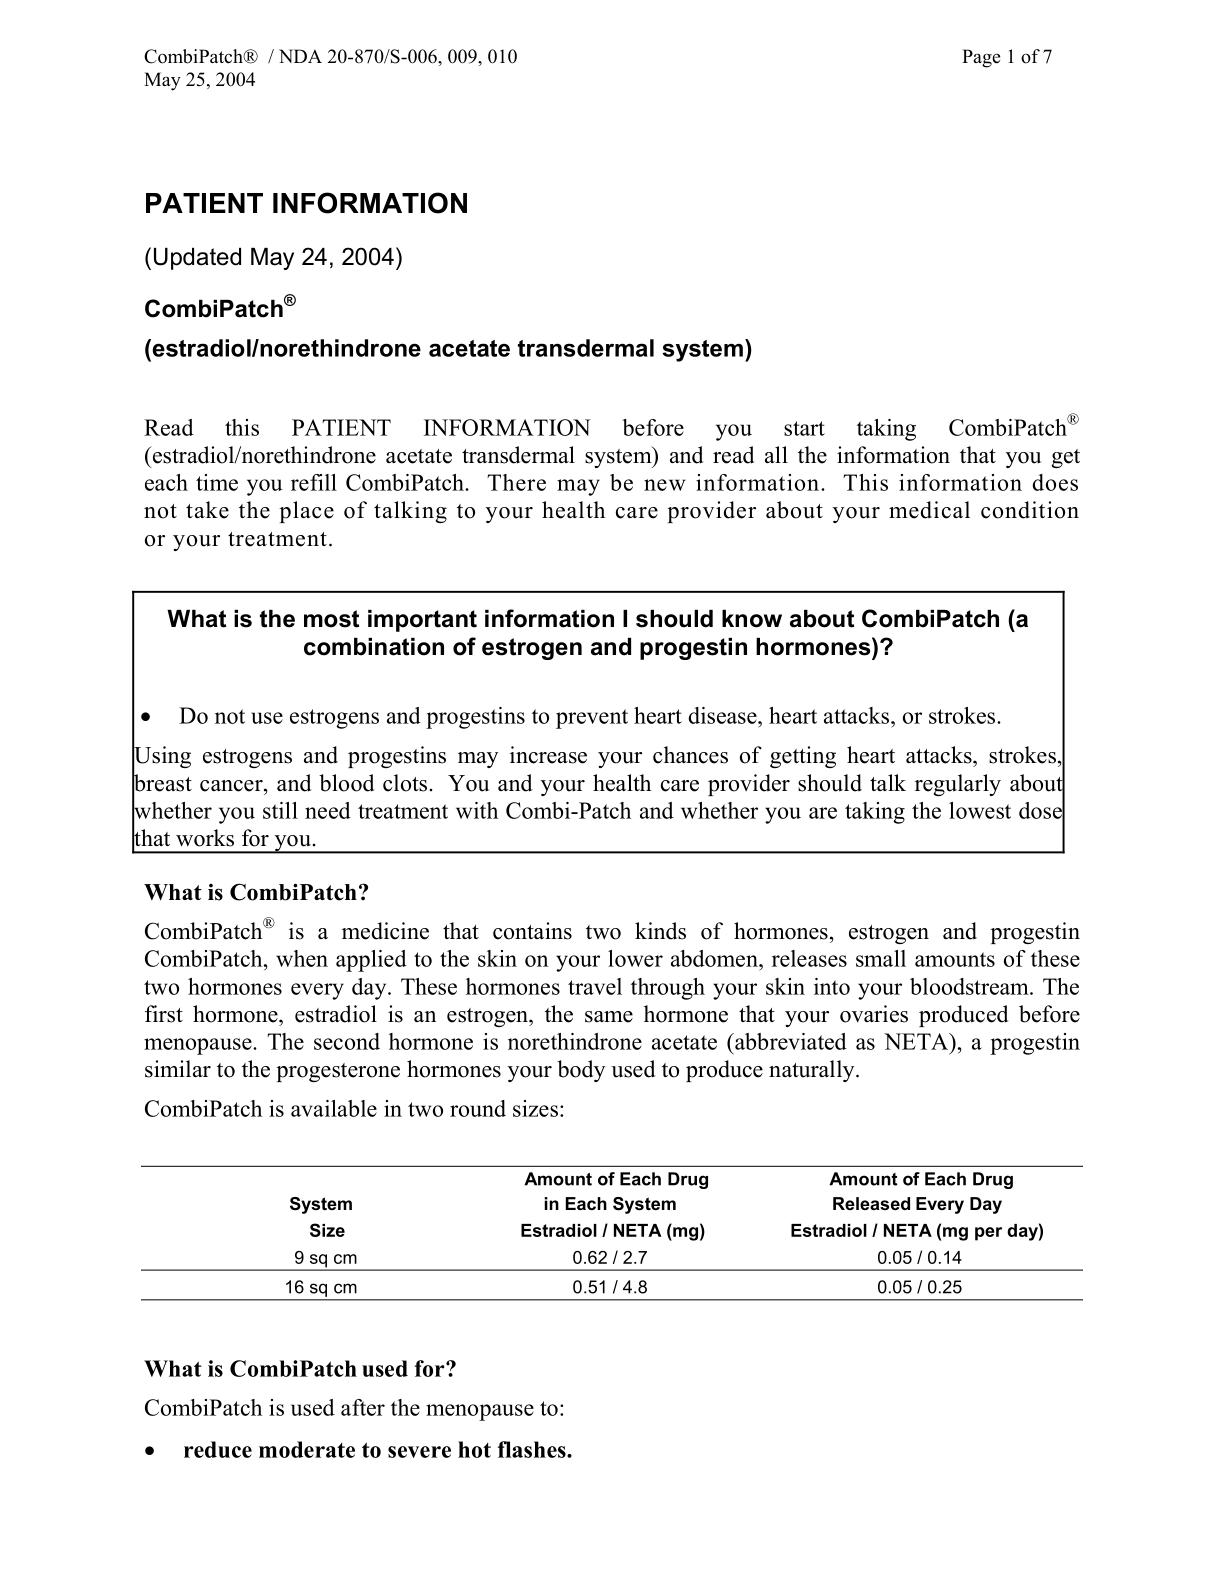 CombiPatch® / NDA 20-870/S-006, 009, 010 Page 1 of 7
May 25, 2004
PATIENT INFORMATION
(Updated May 24, 2004)
CombiPatch®
(estradiol/norethindrone acetate transdermal system)
Read this PATIENT INFORMATION before you start taking CombiPatch®
(estradiol/norethindrone acetate transdermal system) and read all the information that you get
each time you refill CombiPatch. There may be new information. This information does
not take the place of talking to your health care provider about your medical condition
or your treatment.
What is the most important information I should know about CombiPatch (a
combination of estrogen and progestin hormones)?
• Do not use estrogens and progestins to prevent heart disease, heart attacks, or strokes.
Using estrogens and progestins may increase your chances of getting heart attacks, strokes,
breast cancer, and blood clots. You and your health care provider should talk regularly about
whether you still need treatment with Combi-Patch and whether you are taking the lowest dose
that works for you.
What is CombiPatch?
CombiPatch® is a medicine that contains two kinds of hormones, estrogen and progestin
CombiPatch, when applied to the skin on your lower abdomen, releases small amounts of these
two hormones every day. These hormones travel through your skin into your bloodstream. The
first hormone, estradiol is an estrogen, the same hormone that your ovaries produced before
menopause. The second hormone is norethindrone acetate (abbreviated as NETA), a progestin
similar to the progesterone hormones your body used to produce naturally.
CombiPatch is available in two round sizes:
Amount of Each Drug Amount of Each Drug
System in Each System Released Every Day
Size Estradiol / NETA (mg) Estradiol / NETA (mg per day)
9 sq cm 0.62 / 2.7 0.05 / 0.14
16 sq cm 0.51 / 4.8 0.05 / 0.25
What is CombiPatch used for?
CombiPatch is used after the menopause to:
• reduce moderate to severe hot flashes.